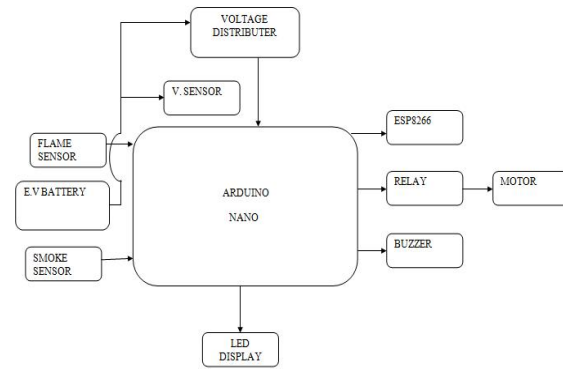 VOLTAGE
DISTRIBUTER
V. SENSOR
FLAME
SENSOR
E.V BATTERY
SMOKE
SENSOR
ARDUINO
NANO
ESP8266
RELAY
MOTOR
BUZZER
LED
DISPLAY